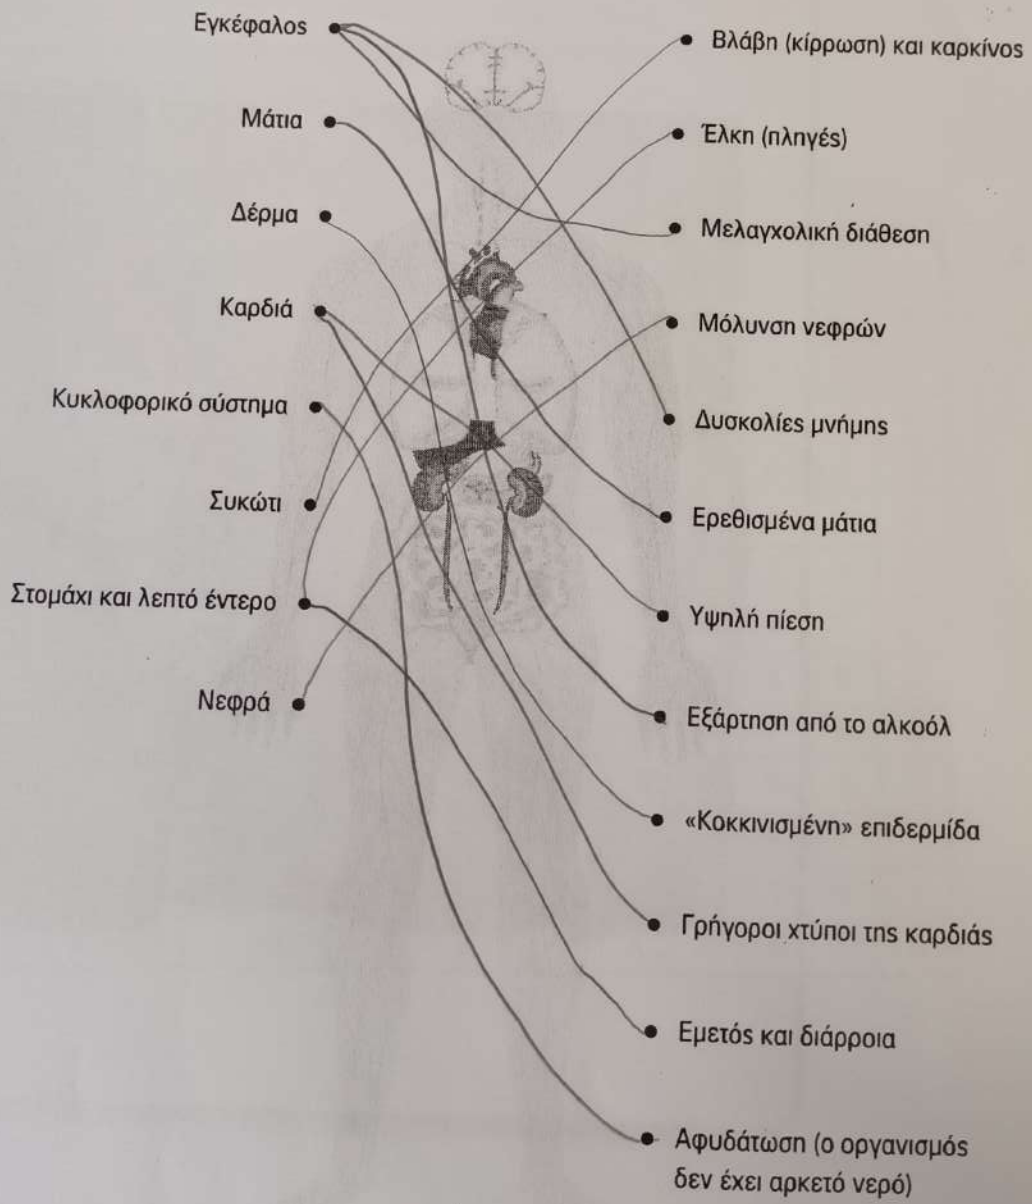 Εγκέφαλος
Μάτια
Δέρμα
Καρδιά
Κυκλοφορικό σύστημα
Συκώτι
Στομάχι και λεπτό έντερο
Νεφρά
Βλάβη (κίρρωση) και καρκίνος
Έλκη (πληγές)
Μελαγχολική διάθεση
Μόλυνση νεφρών
Δυσκολίες μνήμης
Ερεθισμένα μάτια
Υψηλή πίεση
Εξάρτηση από το αλκοόλ
«Κοκκινισμένη» επιδερμίδα
Γρήγοροι χτύποι της καρδιάς
Εμετός και διάρροια
Αφυδάτωση (ο οργανισμός
δεν έχει αρκετό νερό)